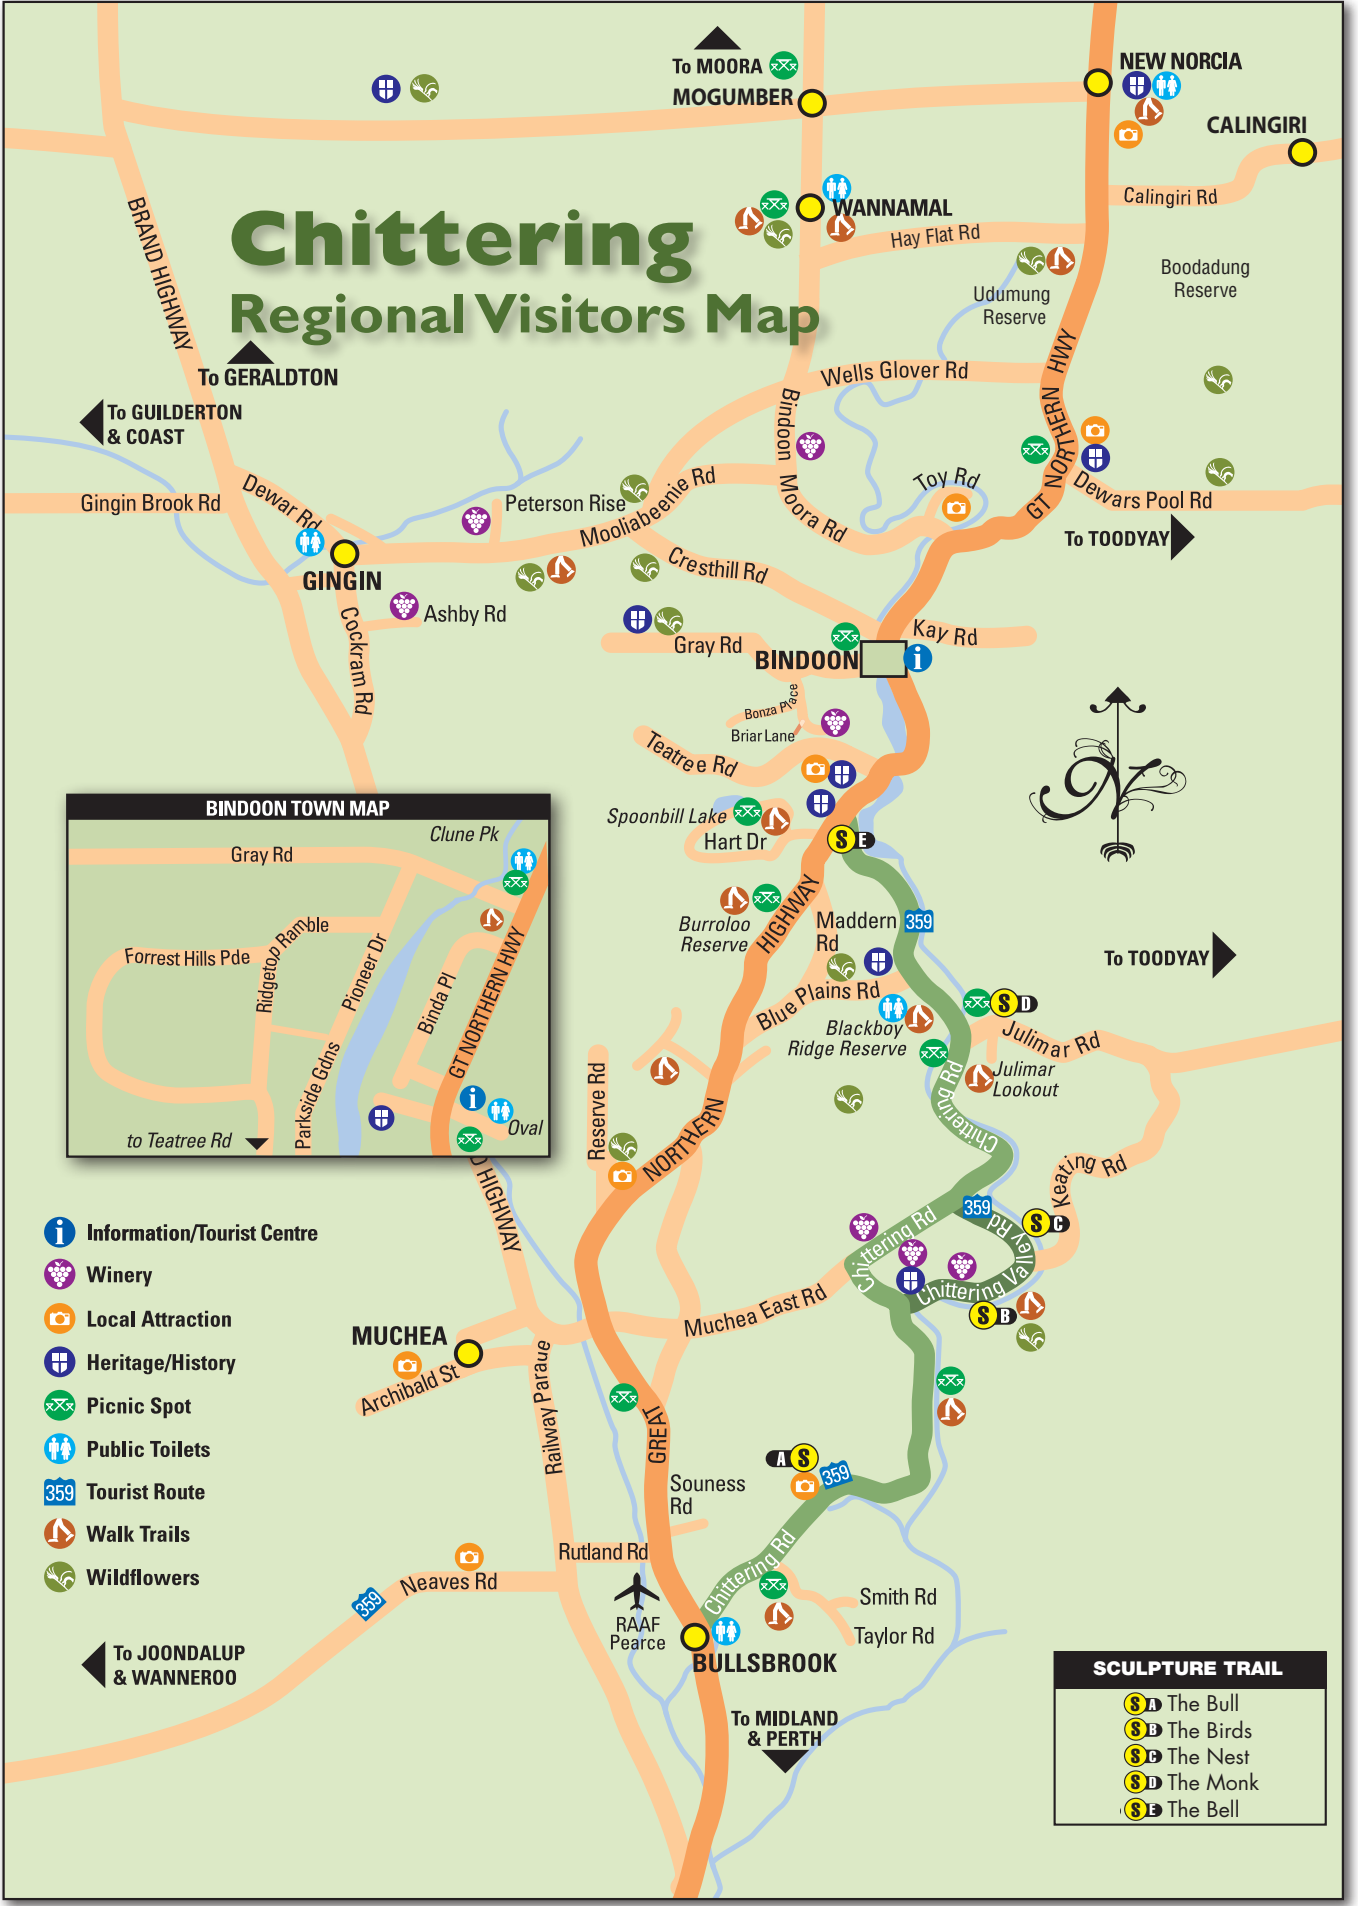 To MOORA
MOGUMBER
NEW NORCIA
CALINGIRI
Calingiri Rd
WANNAMAL
Hay Flat Rd
BRAND HIGHWAY
Chittering
Regional Visitors Map
Udumung
Reserve
Boodadung
Reserve
To GERALDTON
To GUILDERTON
& COAST
Wells Glover Rd
GT NORTHERN HWY
Bindoon Moora Rd
Gingin Brook Rd
Dewar Rd
Peterson Rise
Mooliabeenie Rd
Toy Rd
Dewars Pool Rd
To TOODYAY
GINGIN
Cresthill Rd
Ashby Rd
Cockram Rd
Gray Rd
BINDOON
i
Kay Rd
Bonza Place
Briar Lane
Teatree Rd
N
Spoonbill Lake
Hart Dr
S E
BINDOON TOWN MAP
Clune Pk
Gray Rd
Forrest Hills Pde
Ridgetop Ramble
Pioneer Dr
Binda Pl
GT NORTHERN HWY
Parkside Gdns
i
Oval
to Teatree Rd
Burroloo
Reserve
Maddern
Rd
359
To TOODYAY
Blue Plains Rd
Blackboy
Ridge Reserve
S D
Julimar Rd
Julimar
Lookout
Chittering Rd
Chittering
Reserve Rd
GREAT NORTHERN HIGHWAY
Keating Rd
359
S C
Chittering Rd
Chittering Valley Rd
Chittering Rd
S B
D HIGHWAY
Muchea East Rd
MUCHEA
Archibald St
Railway Paraue
i Information/Tourist Centre
Winery
Local Attraction
Heritage/History
Picnic Spot
Public Toilets
359 Tourist Route
Walk Trails
Wildflowers
A S
359
Souness
Rd
Rutland Rd
Chittering Rd
Neaves Rd
359
RAAF
Pearce
Smith Rd
Taylor Rd
BULLSBROOK
To JOONDALUP
& WANNEROO
To MIDLAND
& PERTH
SCULPTURE TRAIL
S A The Bull
S B The Birds
S C The Nest
S D The Monk
S E The Bell